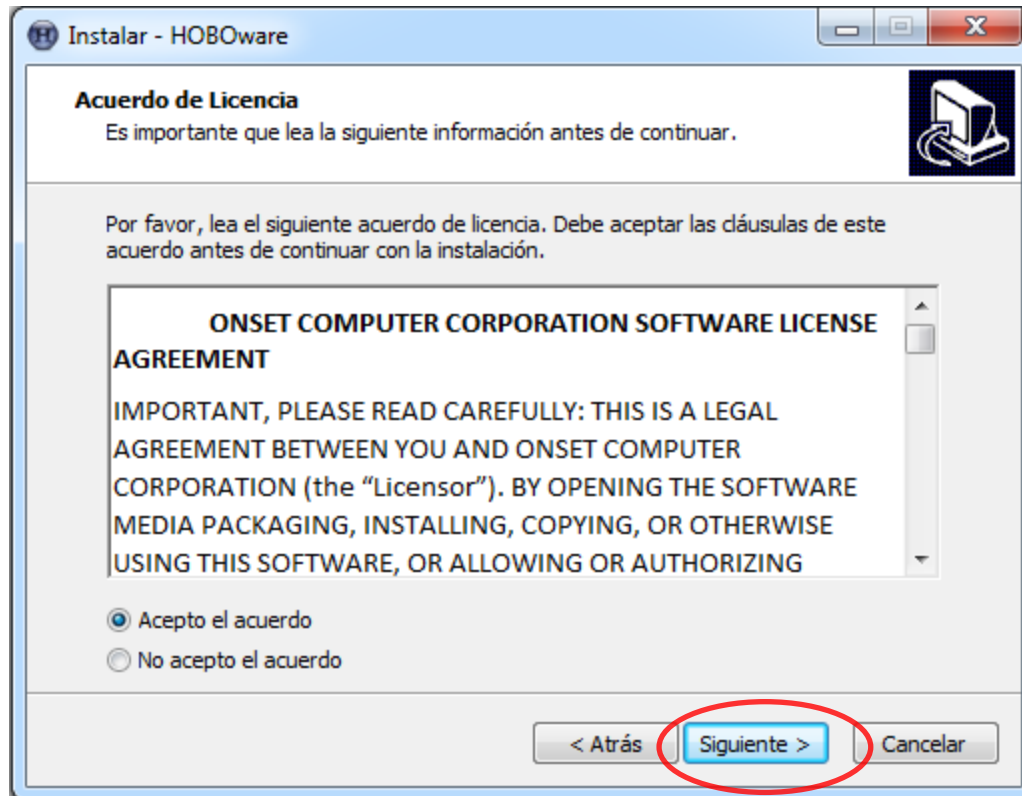 Instalar - HOBOware
Acuerdo de Licencia
Es importante que lea la siguiente información antes de continuar.
Por favor, lea el siguiente acuerdo de licencia. Debe aceptar las cláusulas de este
acuerdo antes de continuar con la instalación.
ONSET COMPUTER CORPORATION SOFTWARE LICENSE
AGREEMENT
IMPORTANT, PLEASE READ CAREFULLY: THIS IS A LEGAL
AGREEMENT BETWEEN YOU AND ONSET COMPUTER
CORPORATION (the “Licensor”). BY OPENING THE SOFTWARE
MEDIA PACKAGING, INSTALLING, COPYING, OR OTHERWISE
USING THIS SOFTWARE, OR ALLOWING OR AUTHORIZING
Acepto el acuerdo
No acepto el acuerdo
< Atrás Siguiente > Cancelar